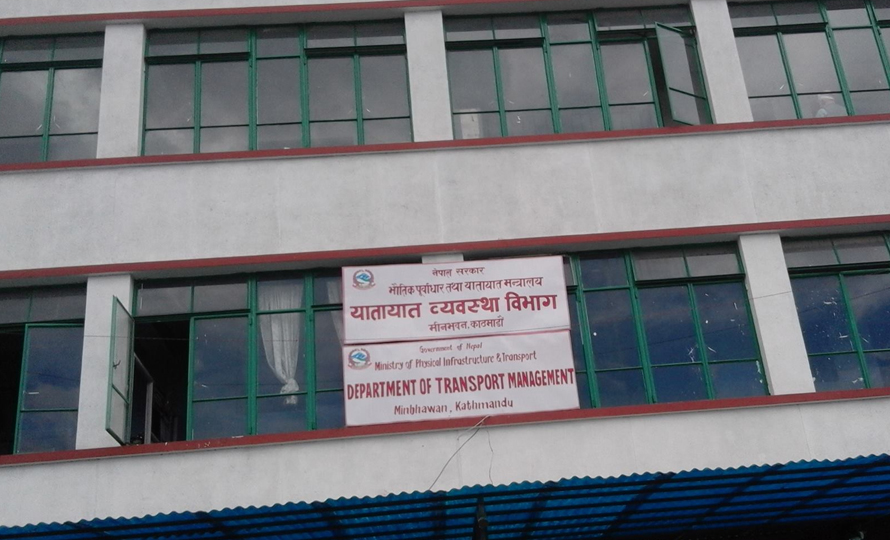 नेपाल सरकार
भौतिक पूर्वाधार तथा यातायात मन्त्रालय
यातायात व्यवस्था विभाग
मीनभवन, काठमाडौं
Government of Nepal
Ministry of Physical Infrastructure & Transport
DEPARTMENT OF TRANSPORT MANAGEMENT
Minbhawan, Kathmandu